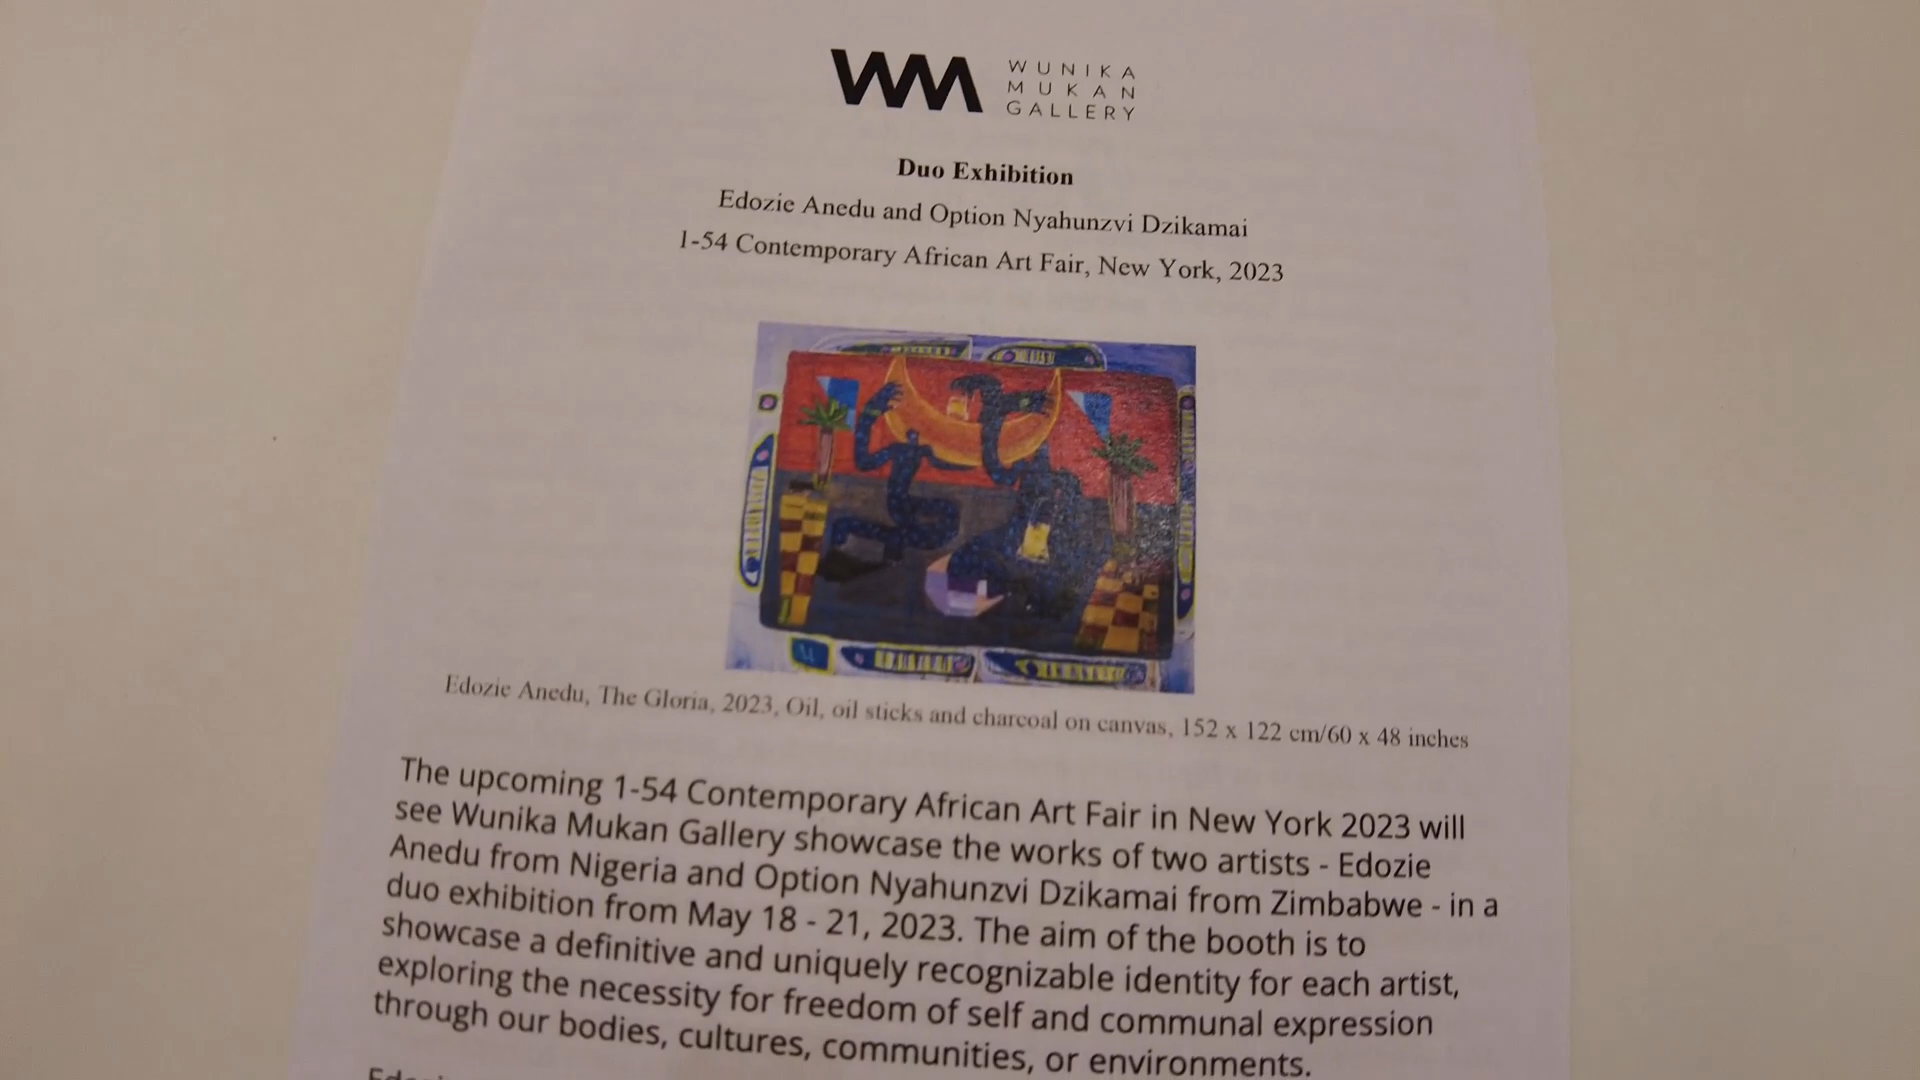 WM
WUNIKA
MUKAN
GALLERY
Duo Exhibition
Edozie Anedu and Option Nyahunzvi Dzikamai
1-54 Contemporary African Art Fair, New York, 2023
Edozie Anedu, The Gloria, 2023, Oil, oil sticks and charcoal on canvas, 152 x 122 cm/60 x 48 inches
The upcoming 1-54 Contemporary African Art Fair in New York 2023 will
see Wunika Mukan Gallery showcase the works of two artists - Edozie
Anedu from Nigeria and Option Nyahunzvi Dzikamai from Zimbabwe - in a
duo exhibition from May 18 - 21, 2023. The aim of the booth is to
showcase a definitive and uniquely recognizable identity for each artist,
exploring the necessity for freedom of self and communal expression
through our bodies, cultures, communities, or environments.